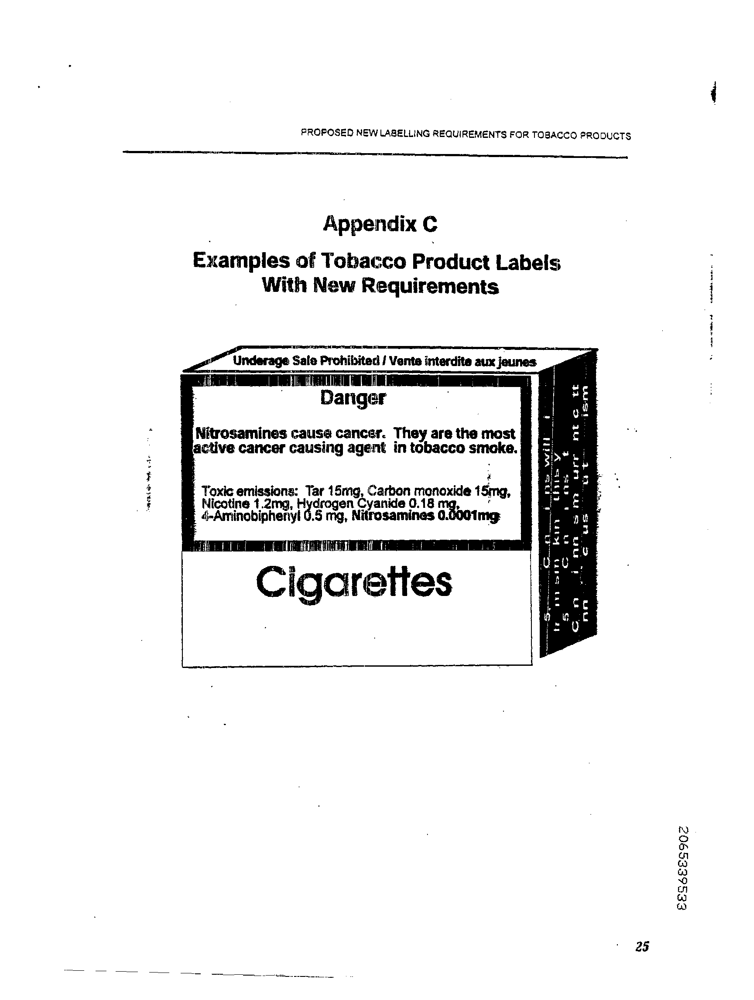 PROPOSED NEW LABELLING REQUIREMENTS FOR TOBACCO PRODUCTS
Appendix C
Examples of Tobacco Product Labels
With New Requirements
Underage Sale Prohibited / Vente interdite aux jeunes
Danger
Nitrosamines cause cancer. They are the most
active cancer causing agent in tobacco smoke.
Toxic emissions: Tar 15mg, Carbon monoxide 15mg,
Nicotine 1.2mg, Hydrogen Cyanide 0.18 mg,
4-Aminobiphenyl 0.5 mg, Nitrosamines 0.0001mg
Cigarettes
2065339533
25